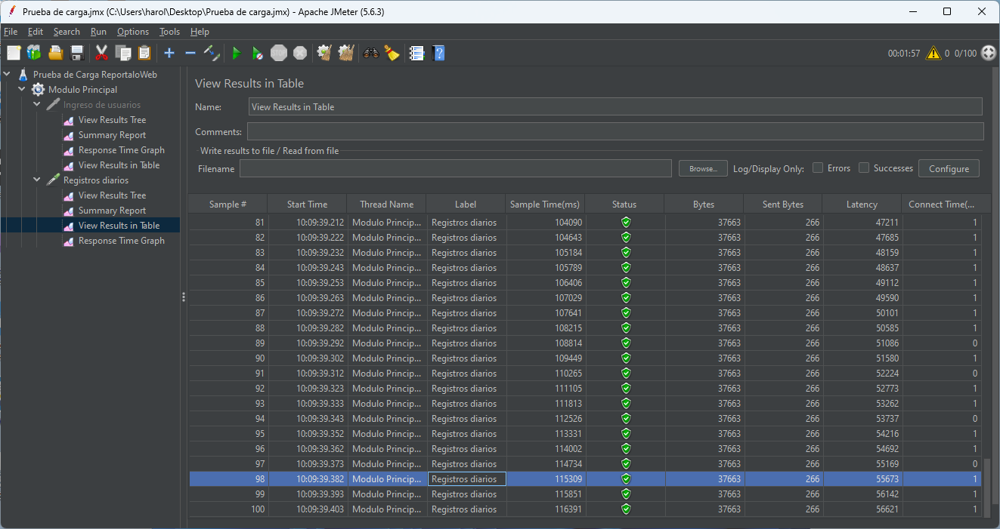 Prueba de carga.jmx (C:\Users\harol\Desktop\Prueba de carga.jmx) - Apache JMeter (5.6.3)
File Edit Search Run Options Tools Help
STOP 00:01:57 0 0/100
Prueba de Carga ReportaloWeb
Modulo Principal
Ingreso de usuarios
View Results Tree
Summary Report
Response Time Graph
View Results in Table
Registros diarios
View Results Tree
Summary Report
View Results in Table
Response Time Graph
View Results in Table
Name: View Results in Table
Comments:
Write results to file / Read from file
Filename Browse... Log/Display Only: Errors Successes Configure
Sample # Start Time Thread Name Label Sample Time(ms) Status Bytes Sent Bytes Latency Connect Time(...
81 10:09:39.212 Modulo Princip... Registros diarios 104090 37663 266 47211 1
82 10:09:39.222 Modulo Princip... Registros diarios 104643 37663 266 47685 1
83 10:09:39.232 Modulo Princip... Registros diarios 105184 37663 266 48159 1
84 10:09:39.243 Modulo Princip... Registros diarios 105789 37663 266 48637 1
85 10:09:39.253 Modulo Princip... Registros diarios 106406 37663 266 49112 1
86 10:09:39.263 Modulo Princip... Registros diarios 107029 37663 266 49590 1
87 10:09:39.272 Modulo Princip... Registros diarios 107641 37663 266 50101 1
88 10:09:39.282 Modulo Princip... Registros diarios 108215 37663 266 50585 1
89 10:09:39.292 Modulo Princip... Registros diarios 108814 37663 266 51086 0
90 10:09:39.302 Modulo Princip... Registros diarios 109449 37663 266 51580 1
91 10:09:39.312 Modulo Princip... Registros diarios 110265 37663 266 52224 0
92 10:09:39.323 Modulo Princip... Registros diarios 111105 37663 266 52773 1
93 10:09:39.333 Modulo Princip... Registros diarios 111813 37663 266 53262 1
94 10:09:39.343 Modulo Princip... Registros diarios 112526 37663 266 53737 0
95 10:09:39.352 Modulo Princip... Registros diarios 113331 37663 266 54216 1
96 10:09:39.362 Modulo Princip... Registros diarios 114002 37663 266 54692 1
97 10:09:39.373 Modulo Princip... Registros diarios 114734 37663 266 55169 0
98 10:09:39.382 Modulo Princip... Registros diarios 115309 37663 266 55673 1
99 10:09:39.393 Modulo Princip... Registros diarios 115851 37663 266 56142 1
100 10:09:39.403 Modulo Princip... Registros diarios 116391 37663 266 56621 1